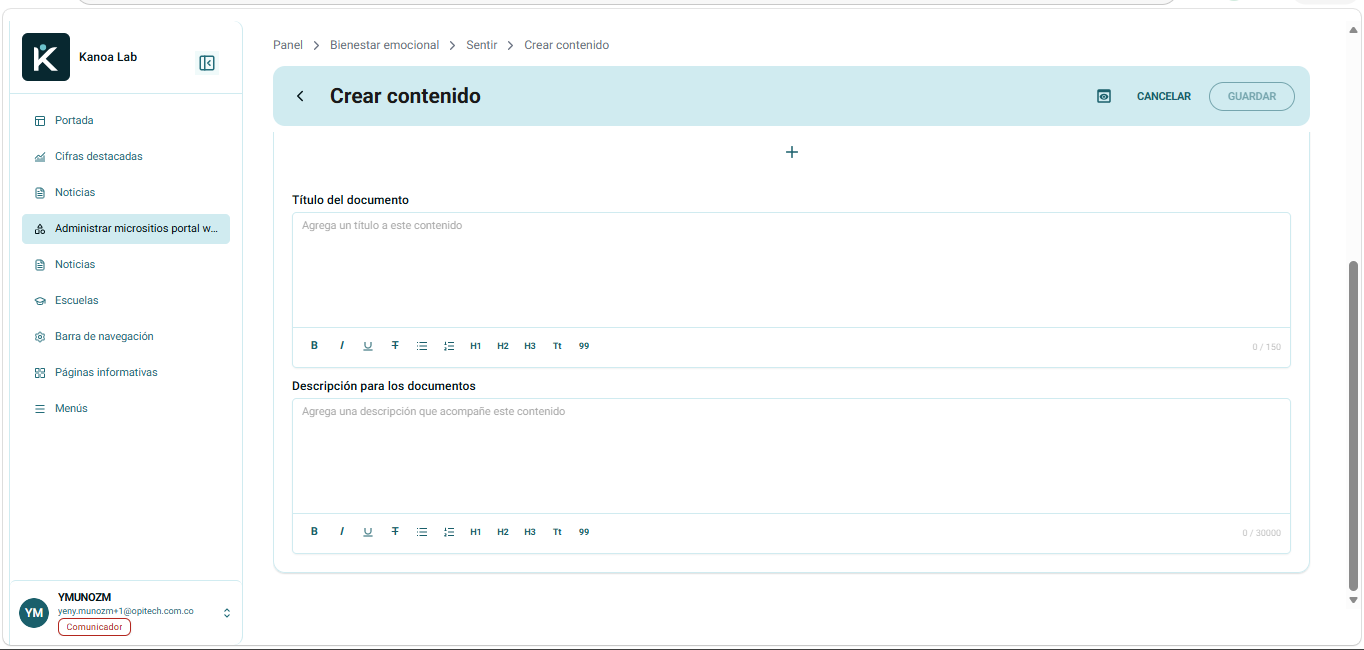 Kanoa Lab
Portada
Cifras destacadas
Noticias
Administrar micrositios portal w...
Noticias
Escuelas
Barra de navegación
Páginas informativas
Menús
YM
YMUNOZM
yeny.munozm+1@opitech.com.co
Comunicador
Panel > Bienestar emocional > Sentir > Crear contenido
Crear contenido
CANCELAR GUARDAR
Título del documento
Agrega un título a este contenido
B I U T H1 H2 H3 Tt 99 0 / 150
Descripción para los documentos
Agrega una descripción que acompañe este contenido
B I U T H1 H2 H3 Tt 99 0 / 30000